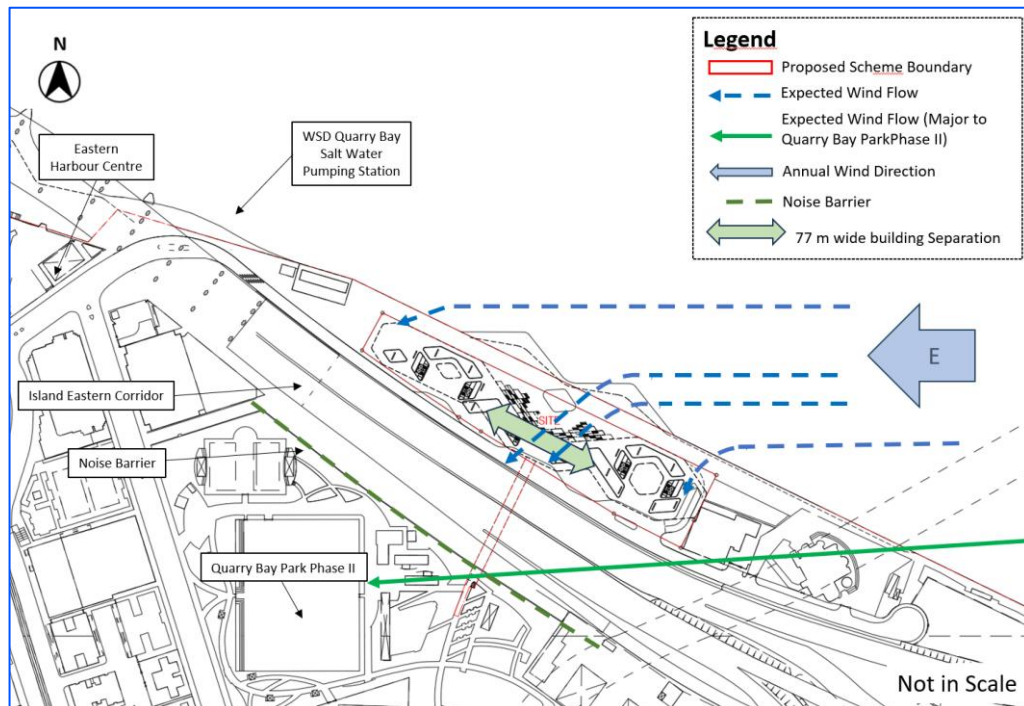 N
Eastern
Harbour Centre
WSD Quarry Bay
Salt Water
Pumping Station
Legend
Proposed Scheme Boundary
Expected Wind Flow
Expected Wind Flow (Major to
Quarry Bay ParkPhase II)
Annual Wind Direction
Noise Barrier
77 m wide building Separation
E
Island Eastern Corridor
SITE
Noise Barrier
Quarry Bay Park Phase II
Not in Scale